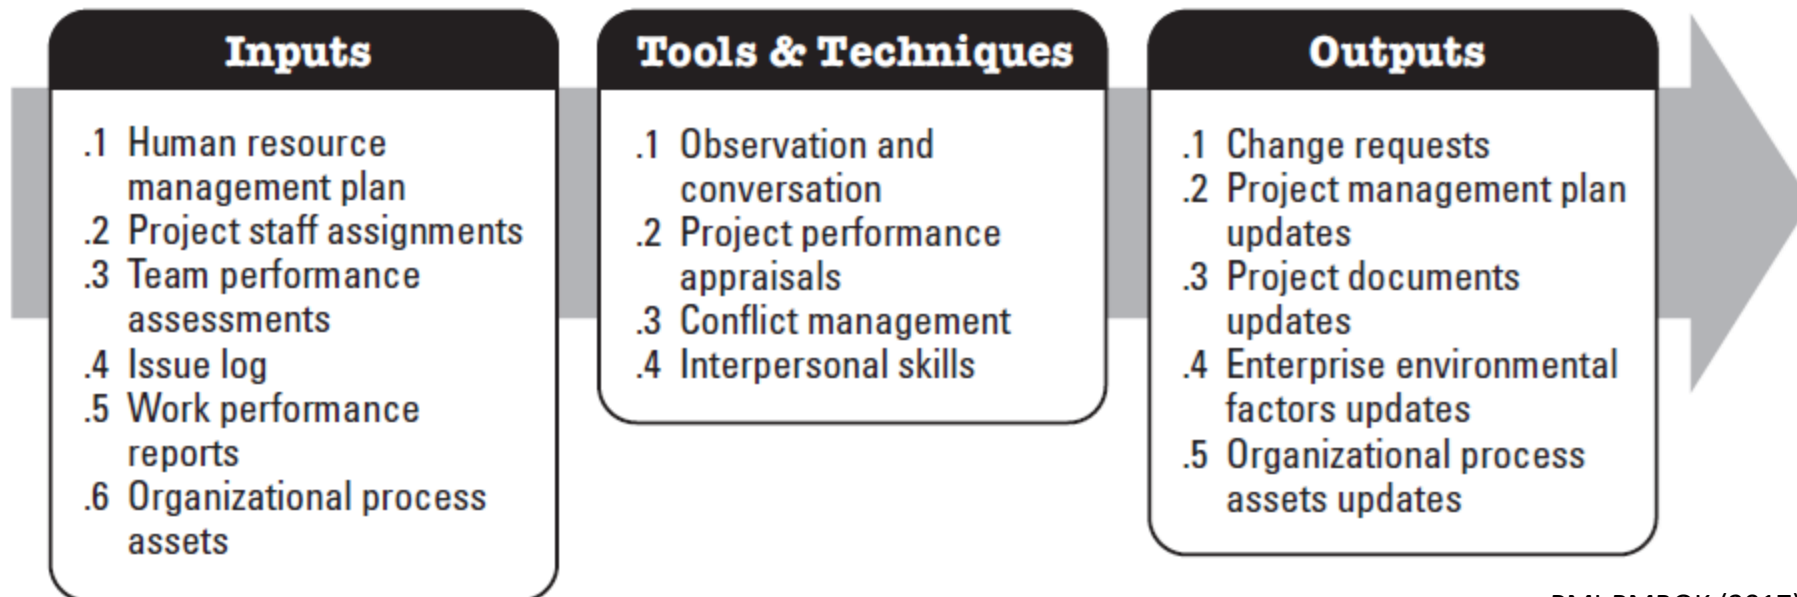 Inputs
.1 Human resource
management plan
.2 Project staff assignments
.3 Team performance
assessments
.4 Issue log
.5 Work performance
reports
.6 Organizational process
assets
Tools & Techniques
.1 Observation and
conversation
.2 Project performance
appraisals
.3 Conflict management
.4 Interpersonal skills
Outputs
.1 Change requests
.2 Project management plan
updates
.3 Project documents
updates
.4 Enterprise environmental
factors updates
.5 Organizational process
assets updates